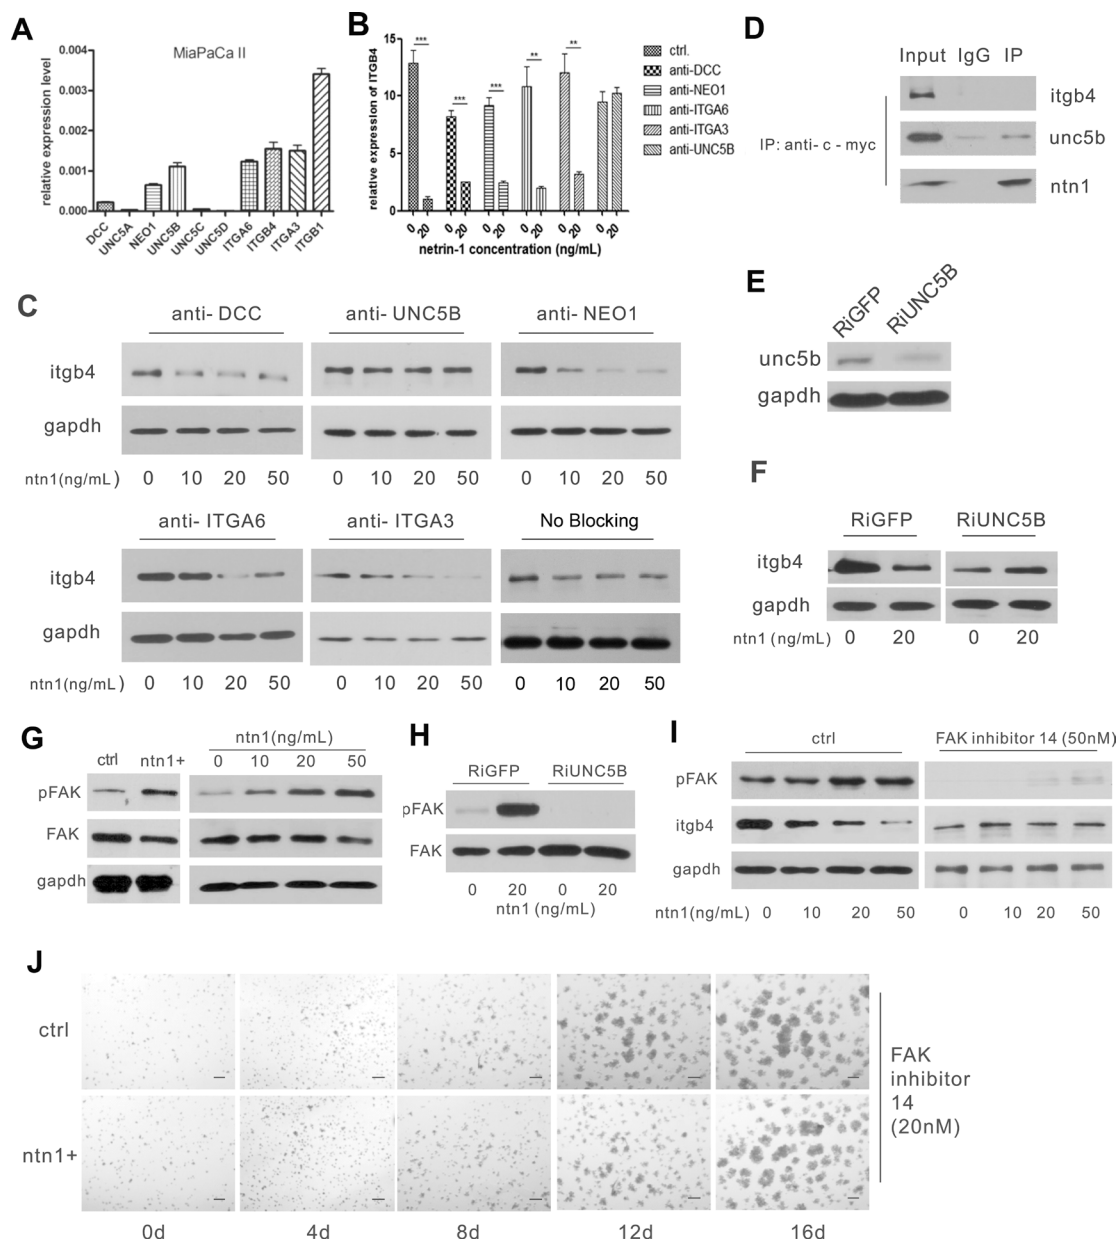 A
MiaPaCa II
relative expression level
0.004
0.003
0.002
0.001
0.000
DCC
UNC5A
NEO1
UNC5B
UNC5C
UNC5D
ITGA6
ITGB4
ITGA3
ITGB1
B
relative expression of ITGB4
15
10
5
0
*** *** *** ** **
0 20 0 20 0 20 0 20 0 20 0 20
netrin-1 concentration (ng/mL)
ctrl.
anti-DCC
anti-NEO1
anti-ITGA6
anti-ITGA3
anti-UNC5B
D
Input IgG IP
IP: anti- c - myc
itgb4
unc5b
ntn1
C
anti- DCC anti- UNC5B anti- NEO1
itgb4
gapdh
ntn1(ng/mL) 0 10 20 50 0 10 20 50 0 10 20 50
anti- ITGA6 anti- ITGA3 No Blocking
itgb4
gapdh
ntn1(ng/mL) 0 10 20 50 0 10 20 50 0 10 20 50
E
RiGFP RiUNC5B
unc5b
gapdh
F
RiGFP RiUNC5B
itgb4
gapdh
ntn1 (ng/mL) 0 20 0 20
G
ntn1(ng/mL)
ctrl ntn1+ 0 10 20 50
pFAK
FAK
gapdh
H
RiGFP RiUNC5B
pFAK
FAK
0 20 0 20
ntn1 (ng/mL)
I
ctrl FAK inhibitor 14 (50nM)
pFAK
itgb4
gapdh
ntn1(ng/mL) 0 10 20 50 0 10 20 50
J
ctrl
ntn1+
0d 4d 8d 12d 16d
FAK
inhibitor
14
(20nM)